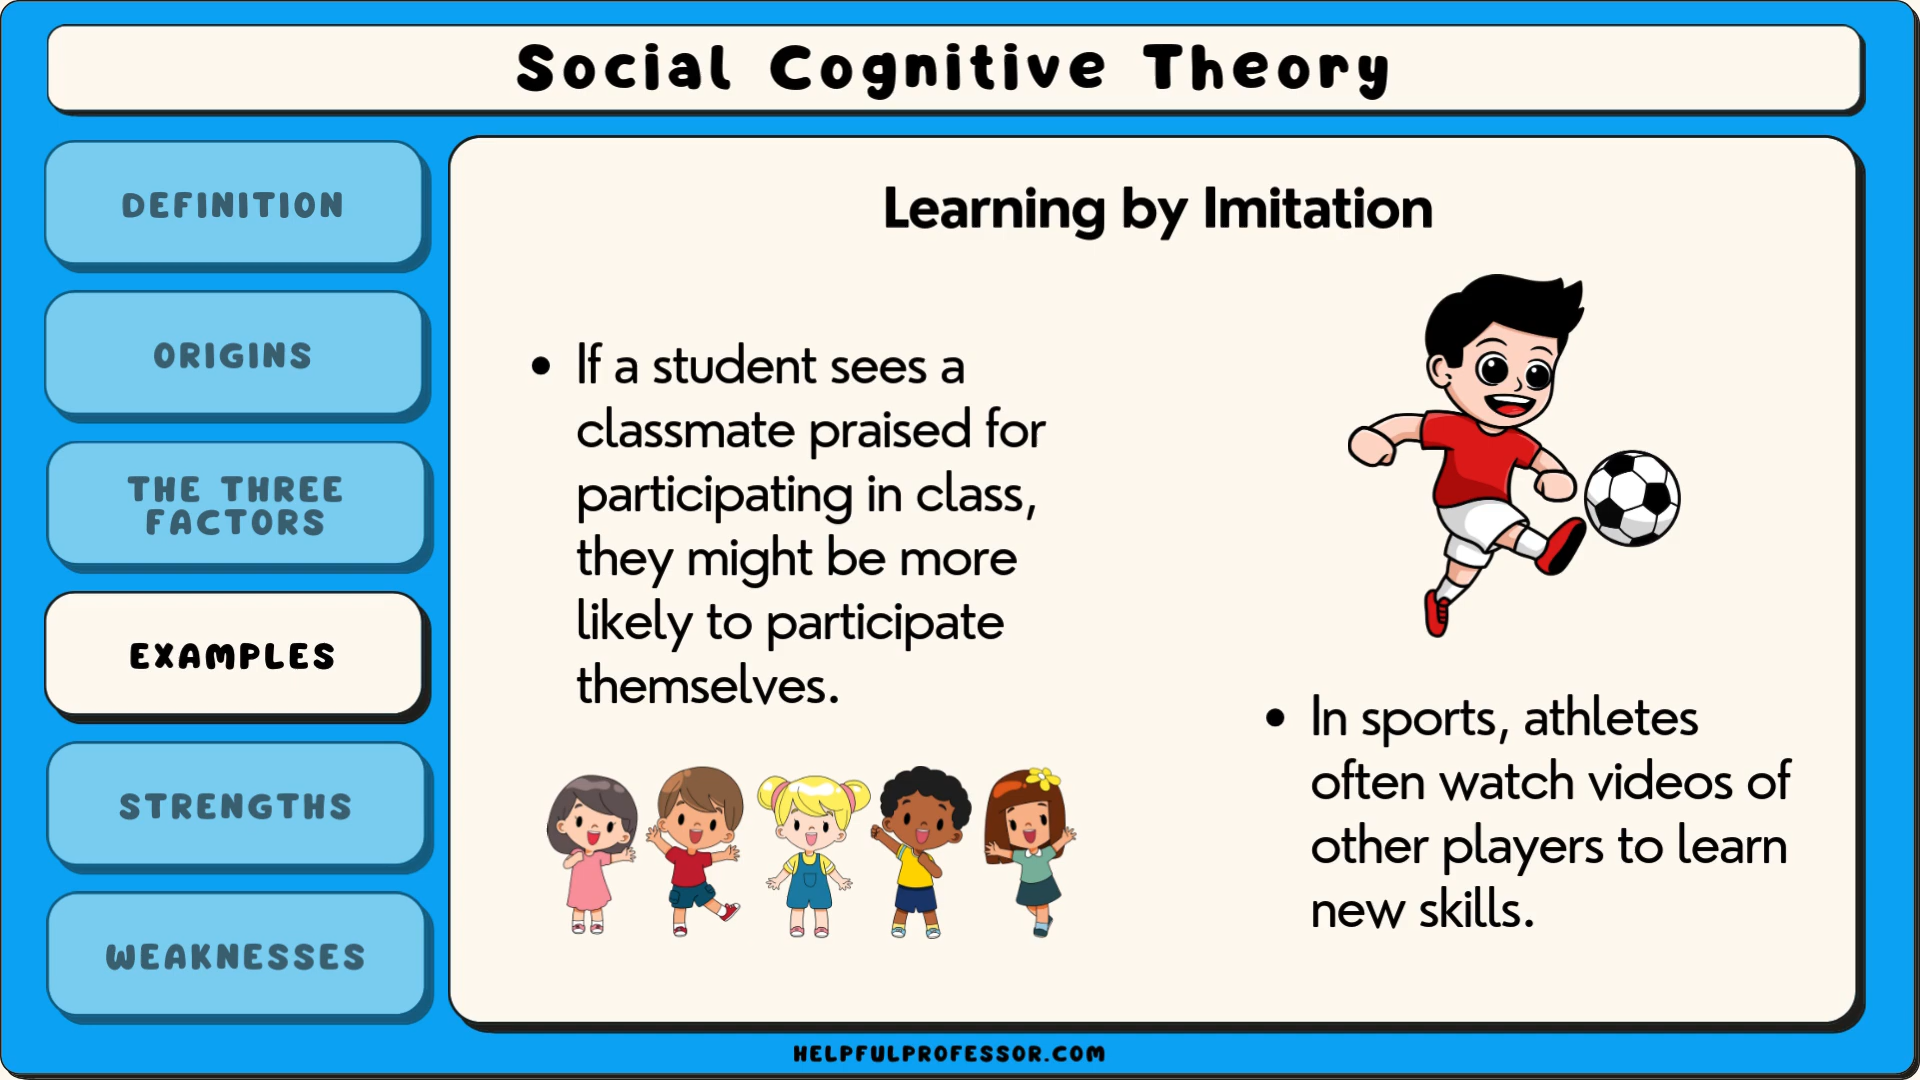 Social Cognitive Theory
DEFINITION
ORIGINS
THE THREE
FACTORS
EXAMPLES
STRENGTHS
WEAKNESSES
Learning by Imitation
• If a student sees a
classmate praised for
participating in class,
they might be more
likely to participate
themselves.
• In sports, athletes
often watch videos of
other players to learn
new skills.
HELPFULPROFESSOR.COM